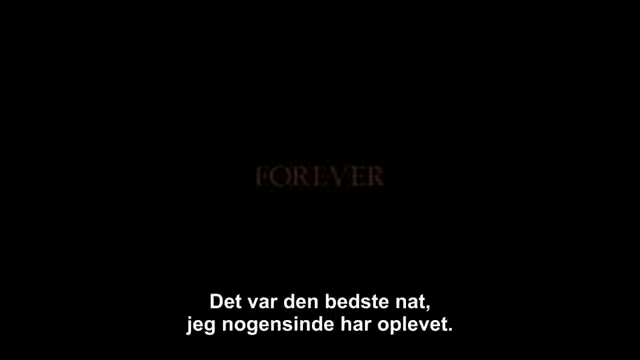 FOREVER
Det var den bedste nat,
jeg nogensinde har oplevet.